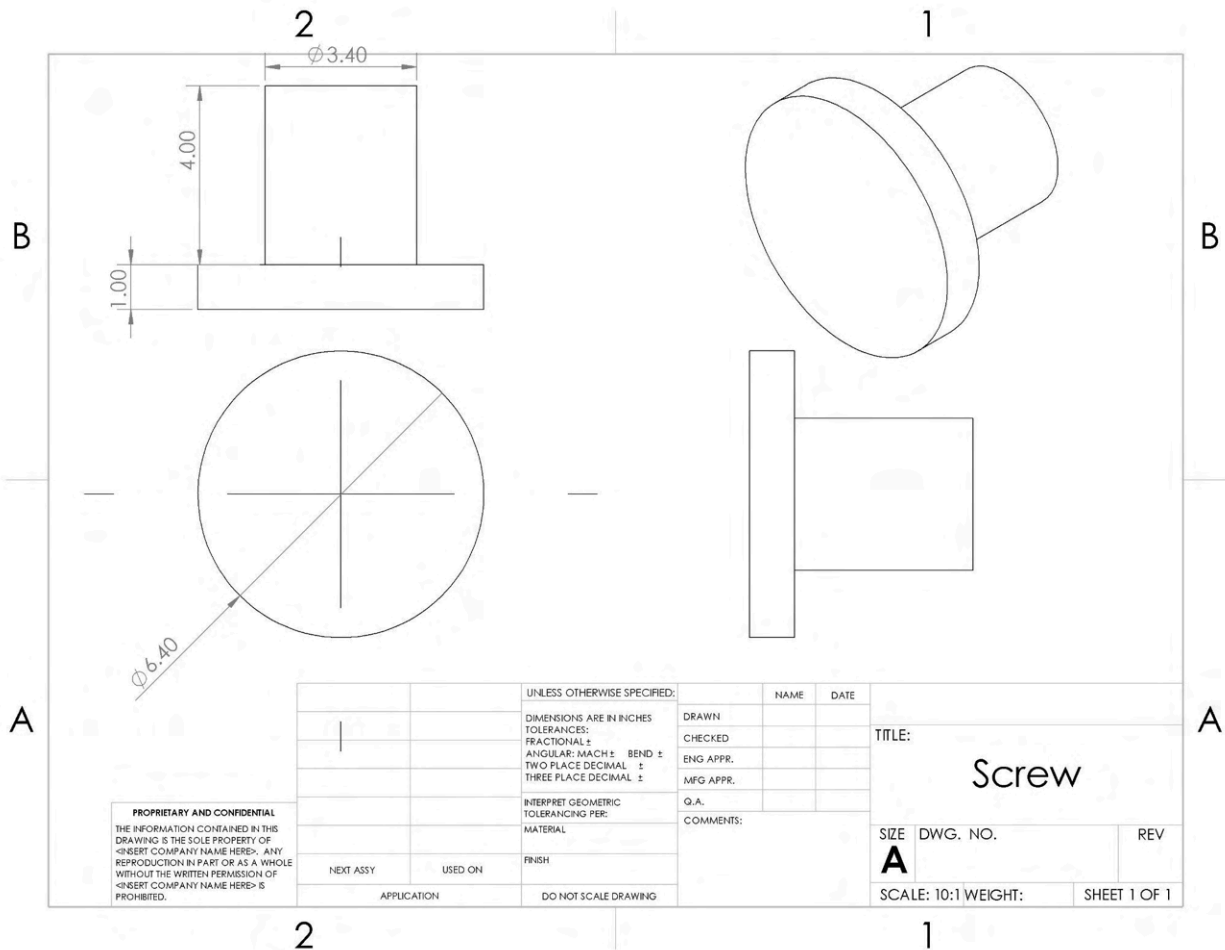 2
1
⌀3.40
4.00
B
B
1.00
⌀6.40
A
A
UNLESS OTHERWISE SPECIFIED:
DIMENSIONS ARE IN INCHES
TOLERANCES:
FRACTIONAL ±
ANGULAR: MACH ± BEND ±
TWO PLACE DECIMAL ±
THREE PLACE DECIMAL ±
INTERPRET GEOMETRIC
TOLERANCING PER:
MATERIAL
FINISH
DO NOT SCALE DRAWING
NAME DATE
DRAWN
CHECKED
ENG APPR.
MFG APPR.
Q.A.
COMMENTS:
TITLE:
Screw
SIZE DWG. NO. REV
A
SCALE: 10:1 WEIGHT: SHEET 1 OF 1
PROPRIETARY AND CONFIDENTIAL
THE INFORMATION CONTAINED IN THIS
DRAWING IS THE SOLE PROPERTY OF
<INSERT COMPANY NAME HERE>. ANY
REPRODUCTION IN PART OR AS A WHOLE
WITHOUT THE WRITTEN PERMISSION OF
<INSERT COMPANY NAME HERE> IS
PROHIBITED.
NEXT ASSY USED ON
APPLICATION
2
1